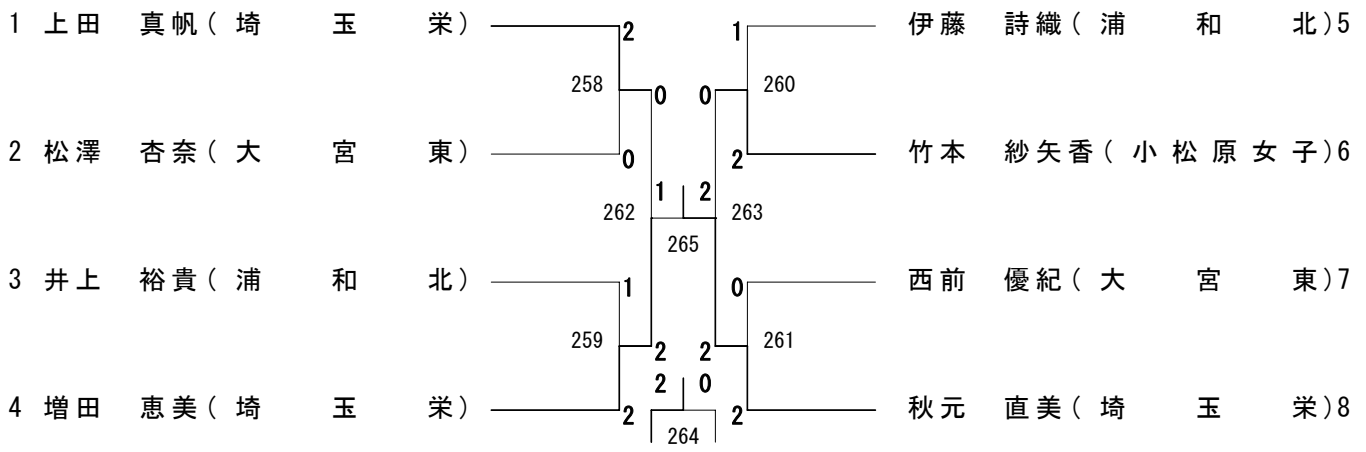 1 上田 真帆(埼玉栄) 2 1 伊藤 詩織(浦和北)5
258 0 0 260
2 松澤 杏奈(大宮東) 0 2 竹本 紗矢香(小松原女子)6
1 2
262 263
265
3 井上 裕貴(浦和北) 1 0 西前 優紀(大宮東)7
259 2 2 261
2 0
4 増田 恵美(埼玉栄) 2 2 秋元 直美(埼玉栄)8
264